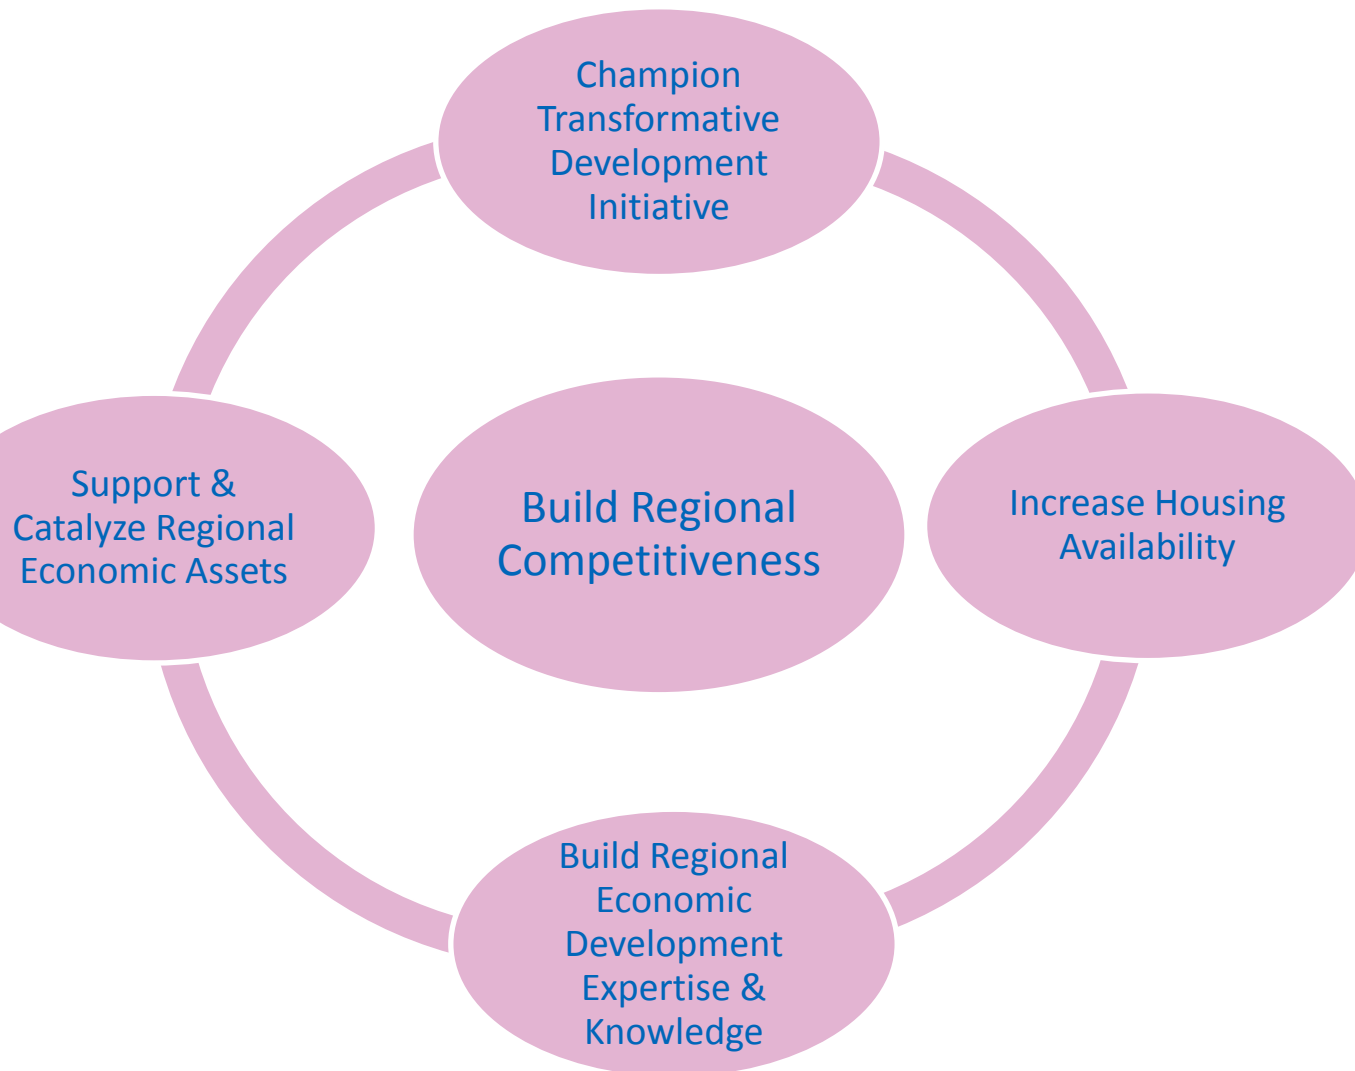 Champion
Transformative
Development
Initiative
Support &
Catalyze Regional
Economic Assets
Build Regional
Competitiveness
Increase Housing
Availability
Build Regional
Economic
Development
Expertise &
Knowledge